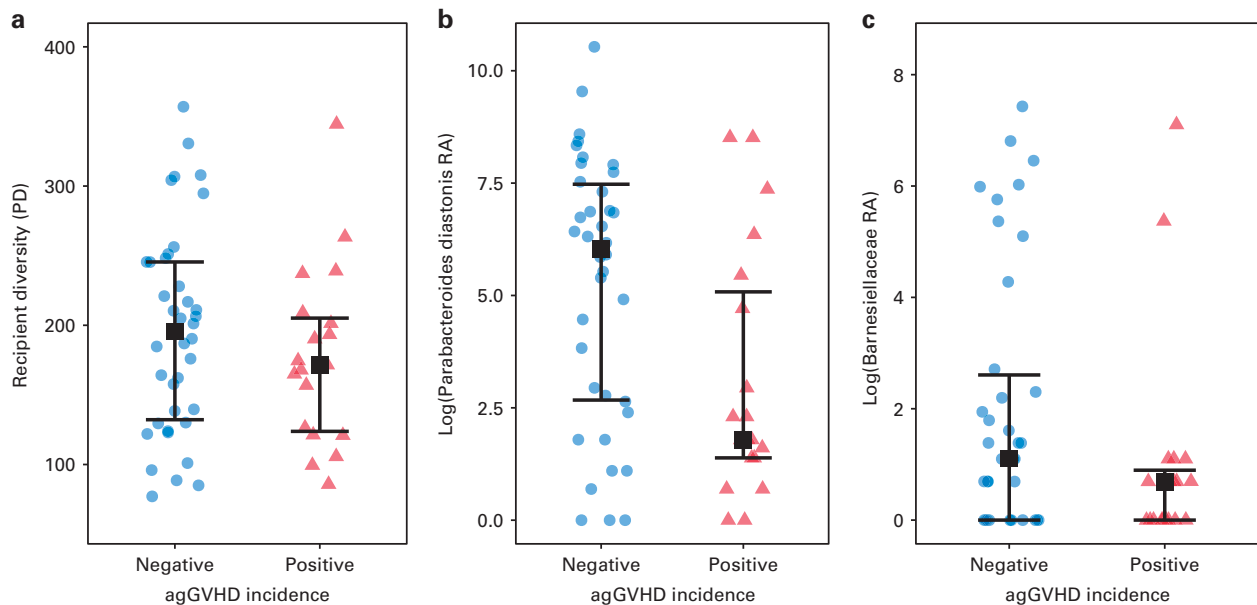 a
Recipient diversity (PD)
400
300
200
100
Negative
Positive
agGVHD incidence
b
Log(Parabacteroides diastonis RA)
10.0
7.5
5.0
2.5
0.0
Negative
Positive
agGVHD incidence
c
Log(Barnesiellaceae RA)
8
6
4
2
0
Negative
Positive
agGVHD incidence